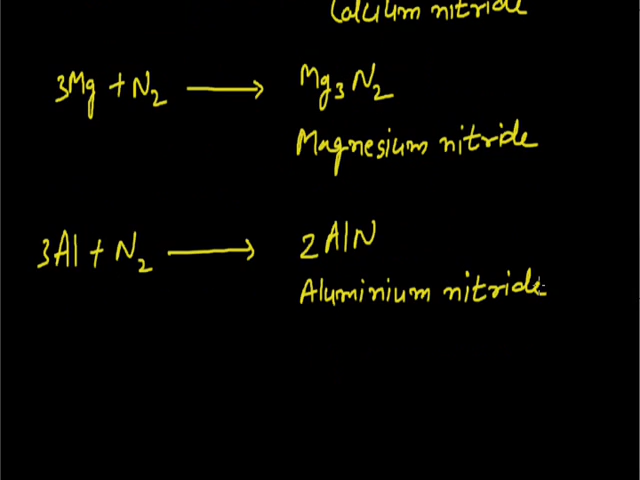 Calcium nitride
3Mg + N₂ ⟶ Mg₃N₂
Magnesium nitride
3Al + N₂ ⟶ 2AlN
Aluminium nitride